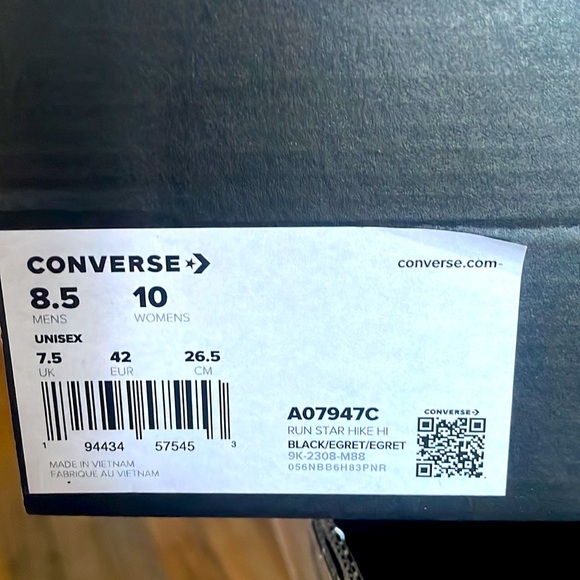 CONVERSE
converse.com
8.5 10
MENS WOMENS
UNISEX
7.5 42 26.5
UK EUR CM
1 94434 57545 3
MADE IN VIETNAM
FABRIQUE AU VIETNAM
A07947C
RUN STAR HIKE HI
BLACK/EGRET/EGRET
9K-2308-M88
056NBB6H83PNR
CONVERSE